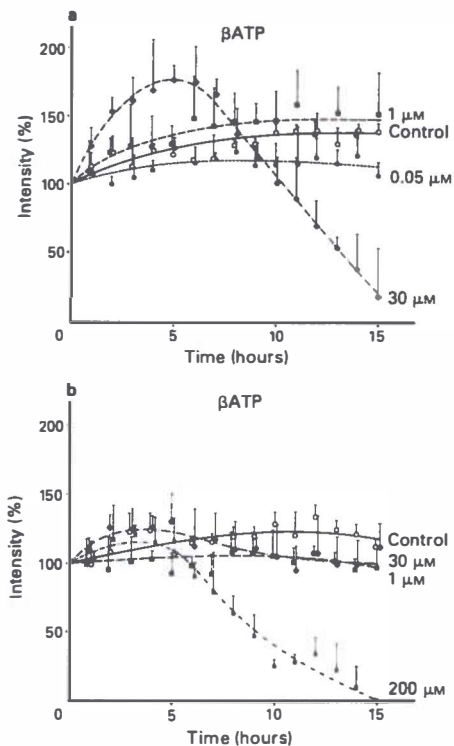 a
βATP
200
150
100
50
0
5
10
15
Intensity (%)
Time (hours)
1 μM
Control
0.05 μM
30 μM
b
βATP
200
150
100
50
0
5
10
15
Intensity (%)
Time (hours)
Control
30 μM
1 μM
200 μM